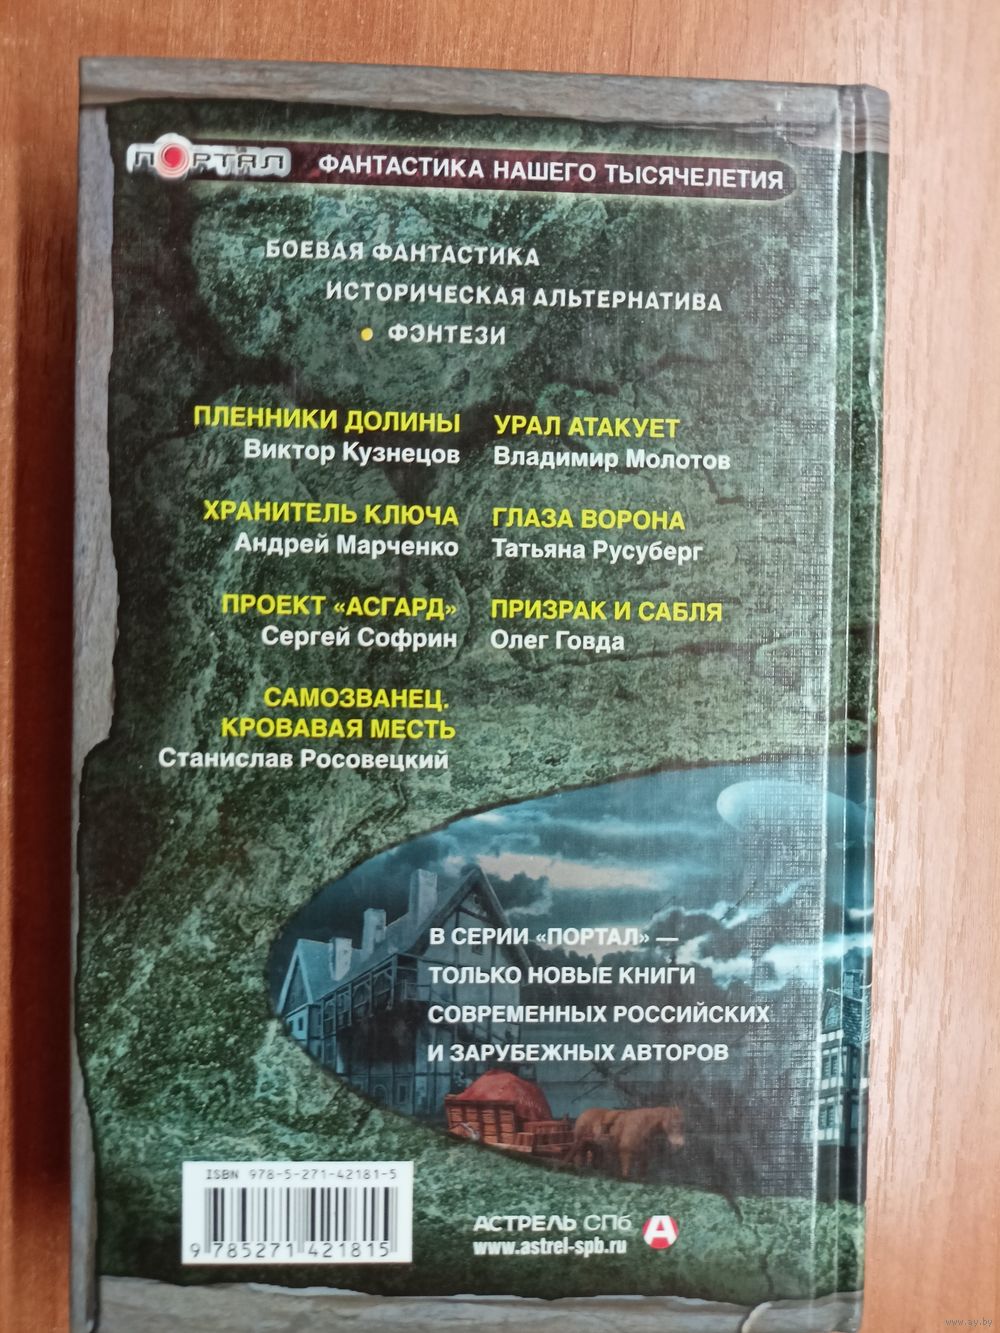 ПОРТАЛ ФАНТАСТИКА НАШЕГО ТЫСЯЧЕЛЕТИЯ
БОЕВАЯ ФАНТАСТИКА
ИСТОРИЧЕСКАЯ АЛЬТЕРНАТИВА
• ФЭНТЕЗИ
ПЛЕННИКИ ДОЛИНЫ
Виктор Кузнецов
УРАЛ АТАКУЕТ
Владимир Молотов
ХРАНИТЕЛЬ КЛЮЧА
Андрей Марченко
ГЛАЗА ВОРОНА
Татьяна Русуберг
ПРОЕКТ «АСГАРД»
Сергей Софрин
ПРИЗРАК И САБЛЯ
Олег Говда
САМОЗВАНЕЦ.
КРОВАВАЯ МЕСТЬ
Станислав Росовецкий
В СЕРИИ «ПОРТАЛ» —
ТОЛЬКО НОВЫЕ КНИГИ
СОВРЕМЕННЫХ РОССИЙСКИХ
И ЗАРУБЕЖНЫХ АВТОРОВ
ISBN 978-5-271-42181-5
9 785271 421815
АСТРЕЛЬ СПб А
www.astrel-spb.ru
www.ay.by